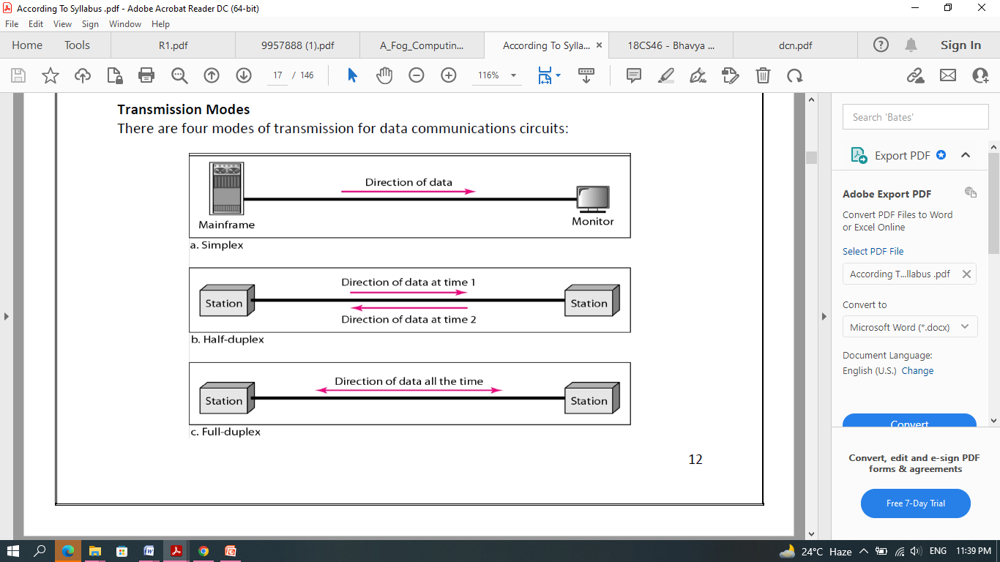 According To Syllabus .pdf - Adobe Acrobat Reader DC (64-bit)
File Edit View Sign Window Help
Home Tools R1.pdf 9957888 (1).pdf A_Fog_Computin... According To Sylla... × 18CS46 - Bhavya ... dcn.pdf Sign In
17 / 146 116%
Transmission Modes
There are four modes of transmission for data communications circuits:
Direction of data
Mainframe Monitor
a. Simplex
Direction of data at time 1
Station Station
Direction of data at time 2
b. Half-duplex
Direction of data all the time
Station Station
c. Full-duplex
12
Search 'Bates'
Export PDF
Adobe Export PDF
Convert PDF Files to Word
or Excel Online
Select PDF File
According T...llabus .pdf
Convert to
Microsoft Word (*.docx)
Document Language:
English (U.S.) Change
Convert
Convert, edit and e-sign PDF
forms & agreements
Free 7-Day Trial
24°C Haze ENG 11:39 PM